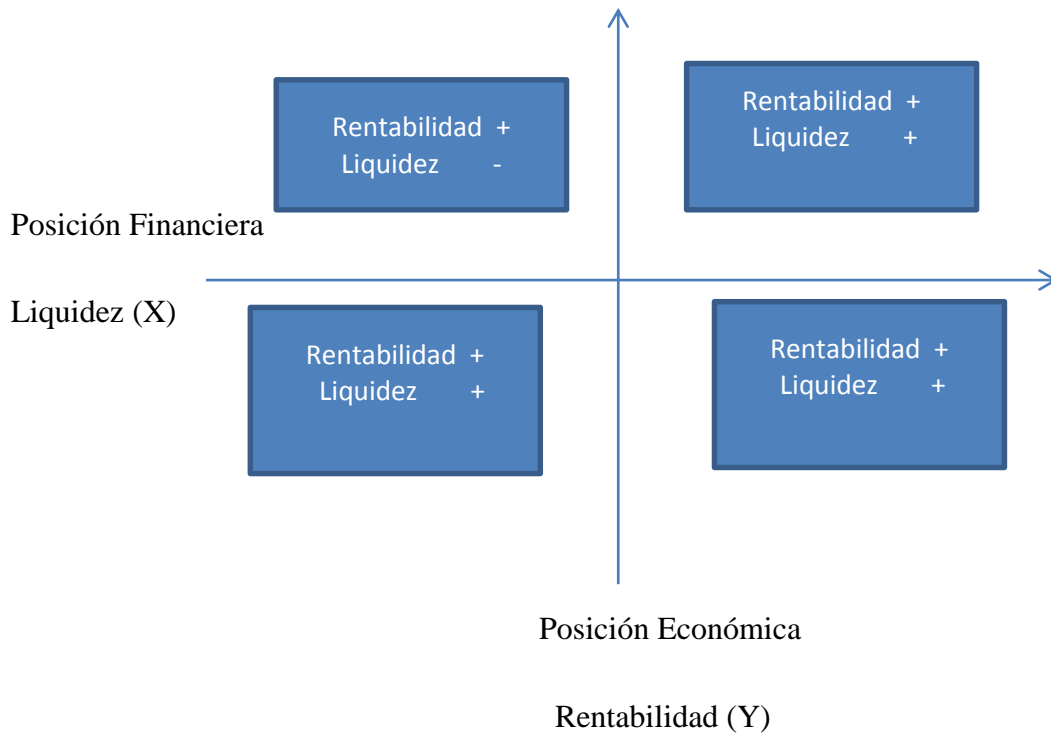 Rentabilidad +
Liquidez -
Rentabilidad +
Liquidez +
Posición Financiera
Liquidez (X)
Rentabilidad +
Liquidez +
Rentabilidad +
Liquidez +
Posición Económica
Rentabilidad (Y)